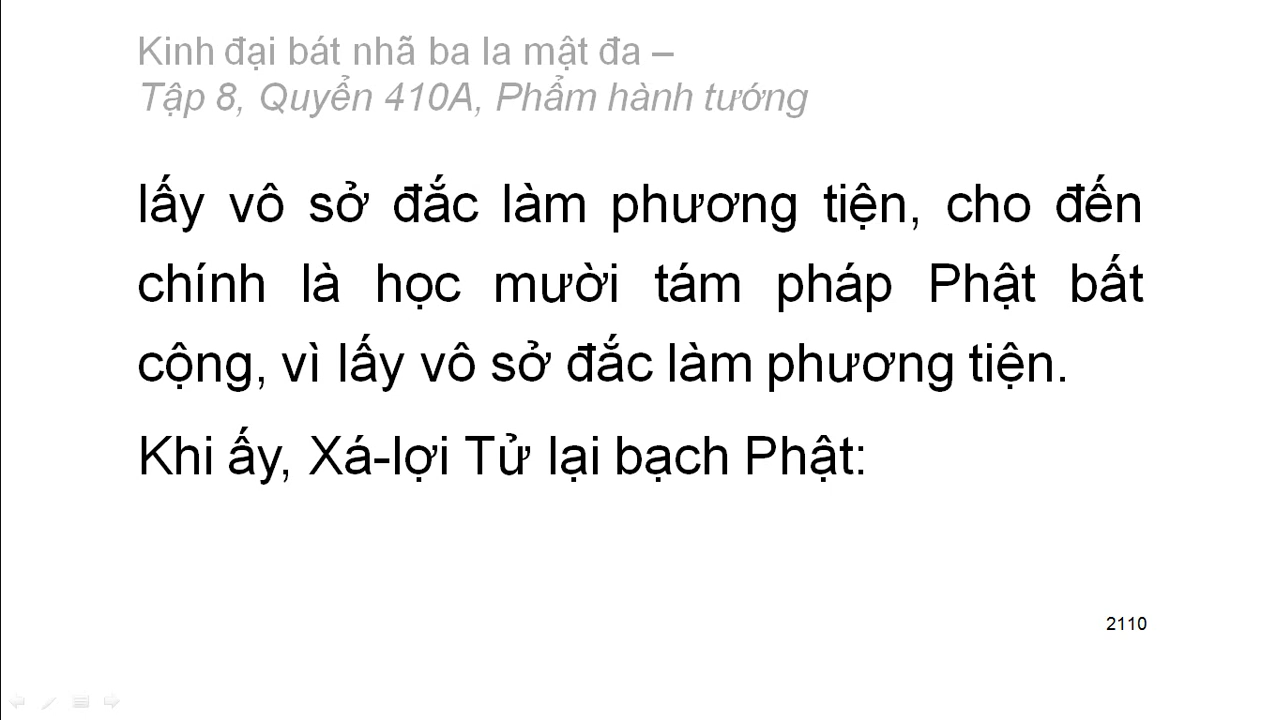 Kinh đại bát nhã ba la mật đa –
Tập 8, Quyển 410A, Phẩm hành tướng
lấy vô sở đắc làm phương tiện, cho đến
chính là học mười tám pháp Phật bất
cộng, vì lấy vô sở đắc làm phương tiện.
Khi ấy, Xá-lợi Tử lại bạch Phật:
2110